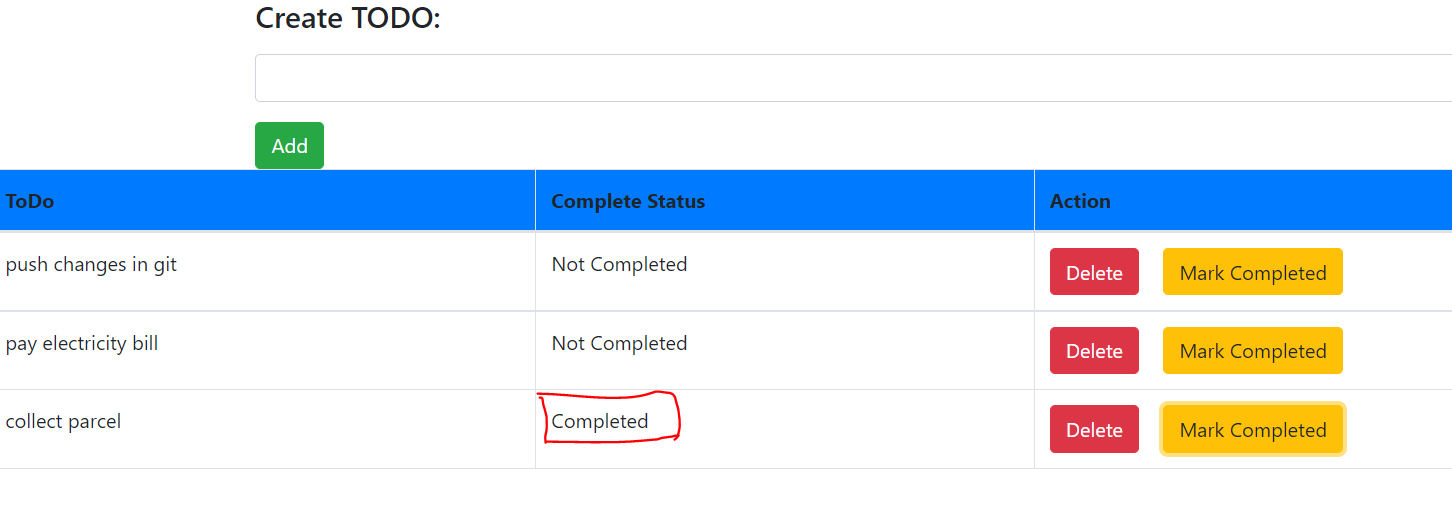 Create TODO:
Add
ToDo Complete Status Action
push changes in git Not Completed Delete Mark Completed
pay electricity bill Not Completed Delete Mark Completed
collect parcel Completed Delete Mark Completed